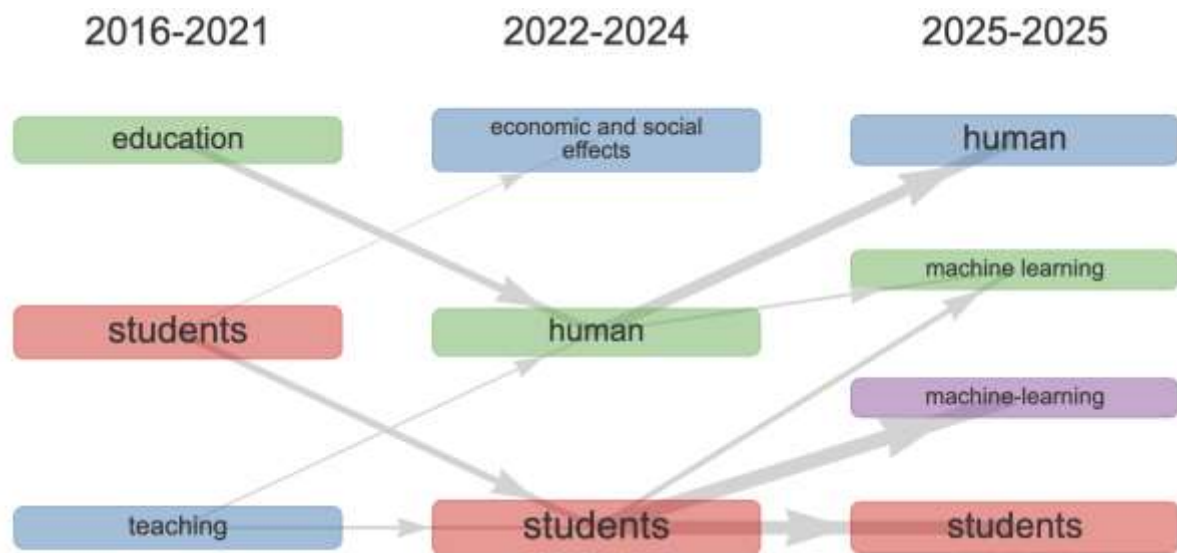 2016-2021
2022-2024
2025-2025
education
economic and social
effects
human
machine learning
students
human
machine-learning
teaching
students
students